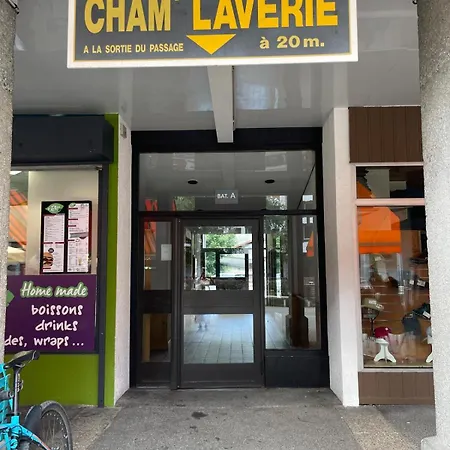 CHAM' LAVERIE
A LA SORTIE DU PASSAGE
à 20 m.
BAT. A
Home made
boissons
drinks
des, wraps ...